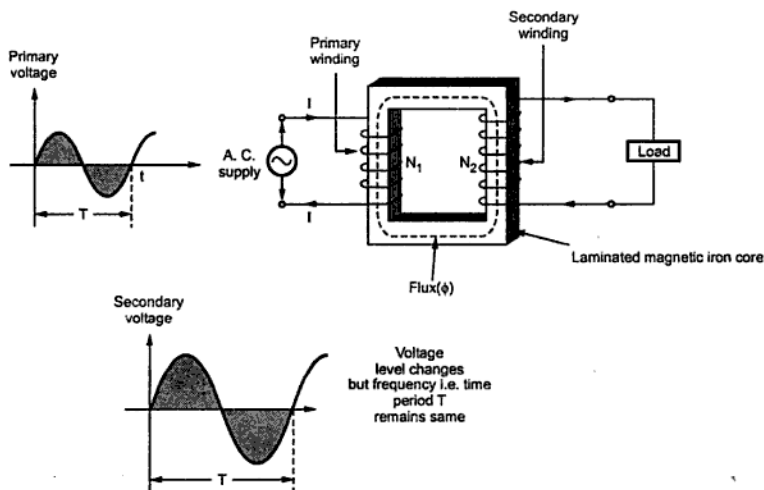 Primary
voltage
t
T
Primary
winding
Secondary
winding
I
A. C.
supply
I
N₁
N₂
Load
Laminated magnetic iron core
Flux(ϕ)
Secondary
voltage
T
Voltage
level changes
but frequency i.e. time
period T
remains same